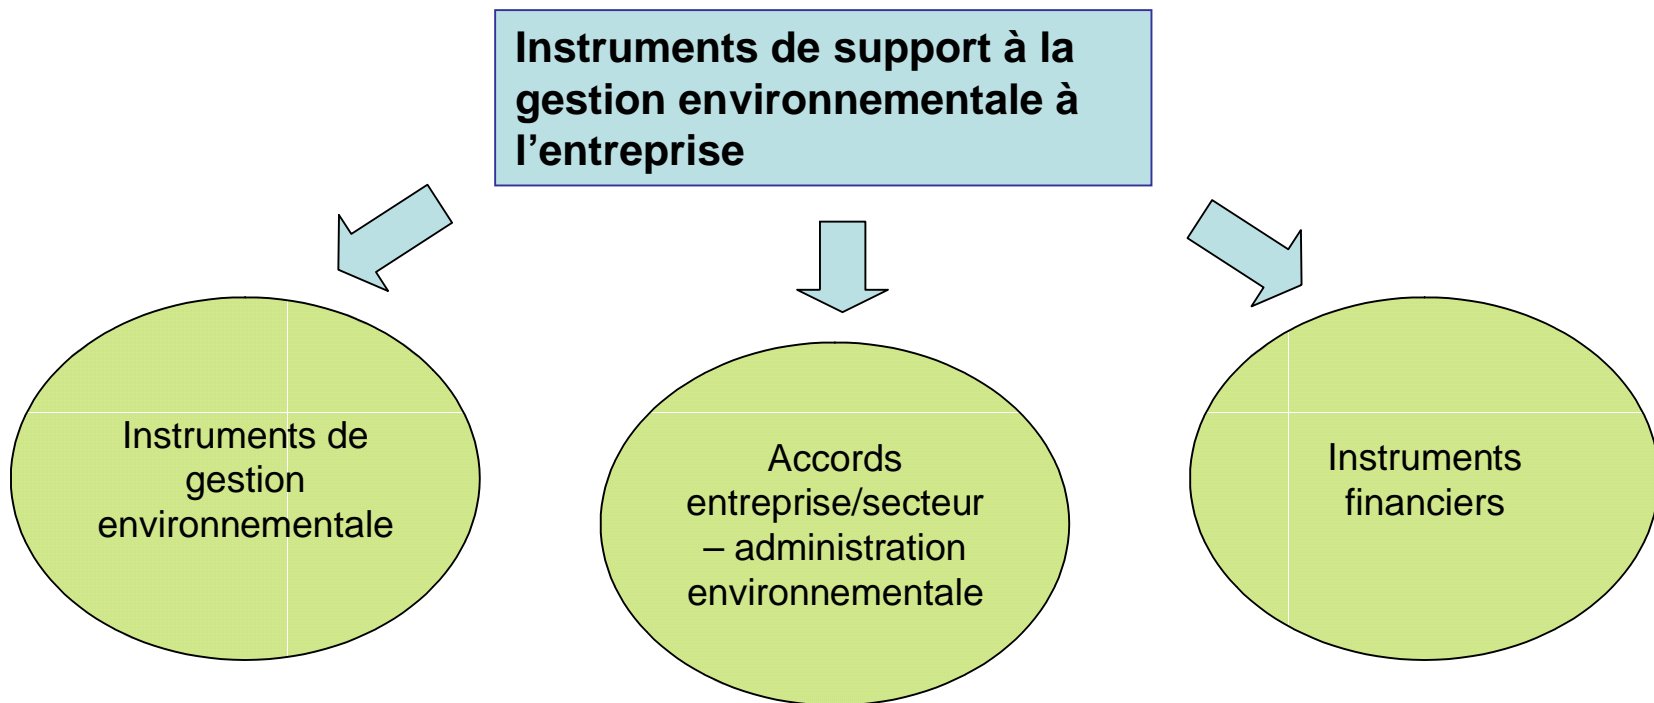 Instruments de support à la
gestion environnementale à
l’entreprise
Instruments de
gestion
environnementale
Accords
entreprise/secteur
– administration
environnementale
Instruments
financiers